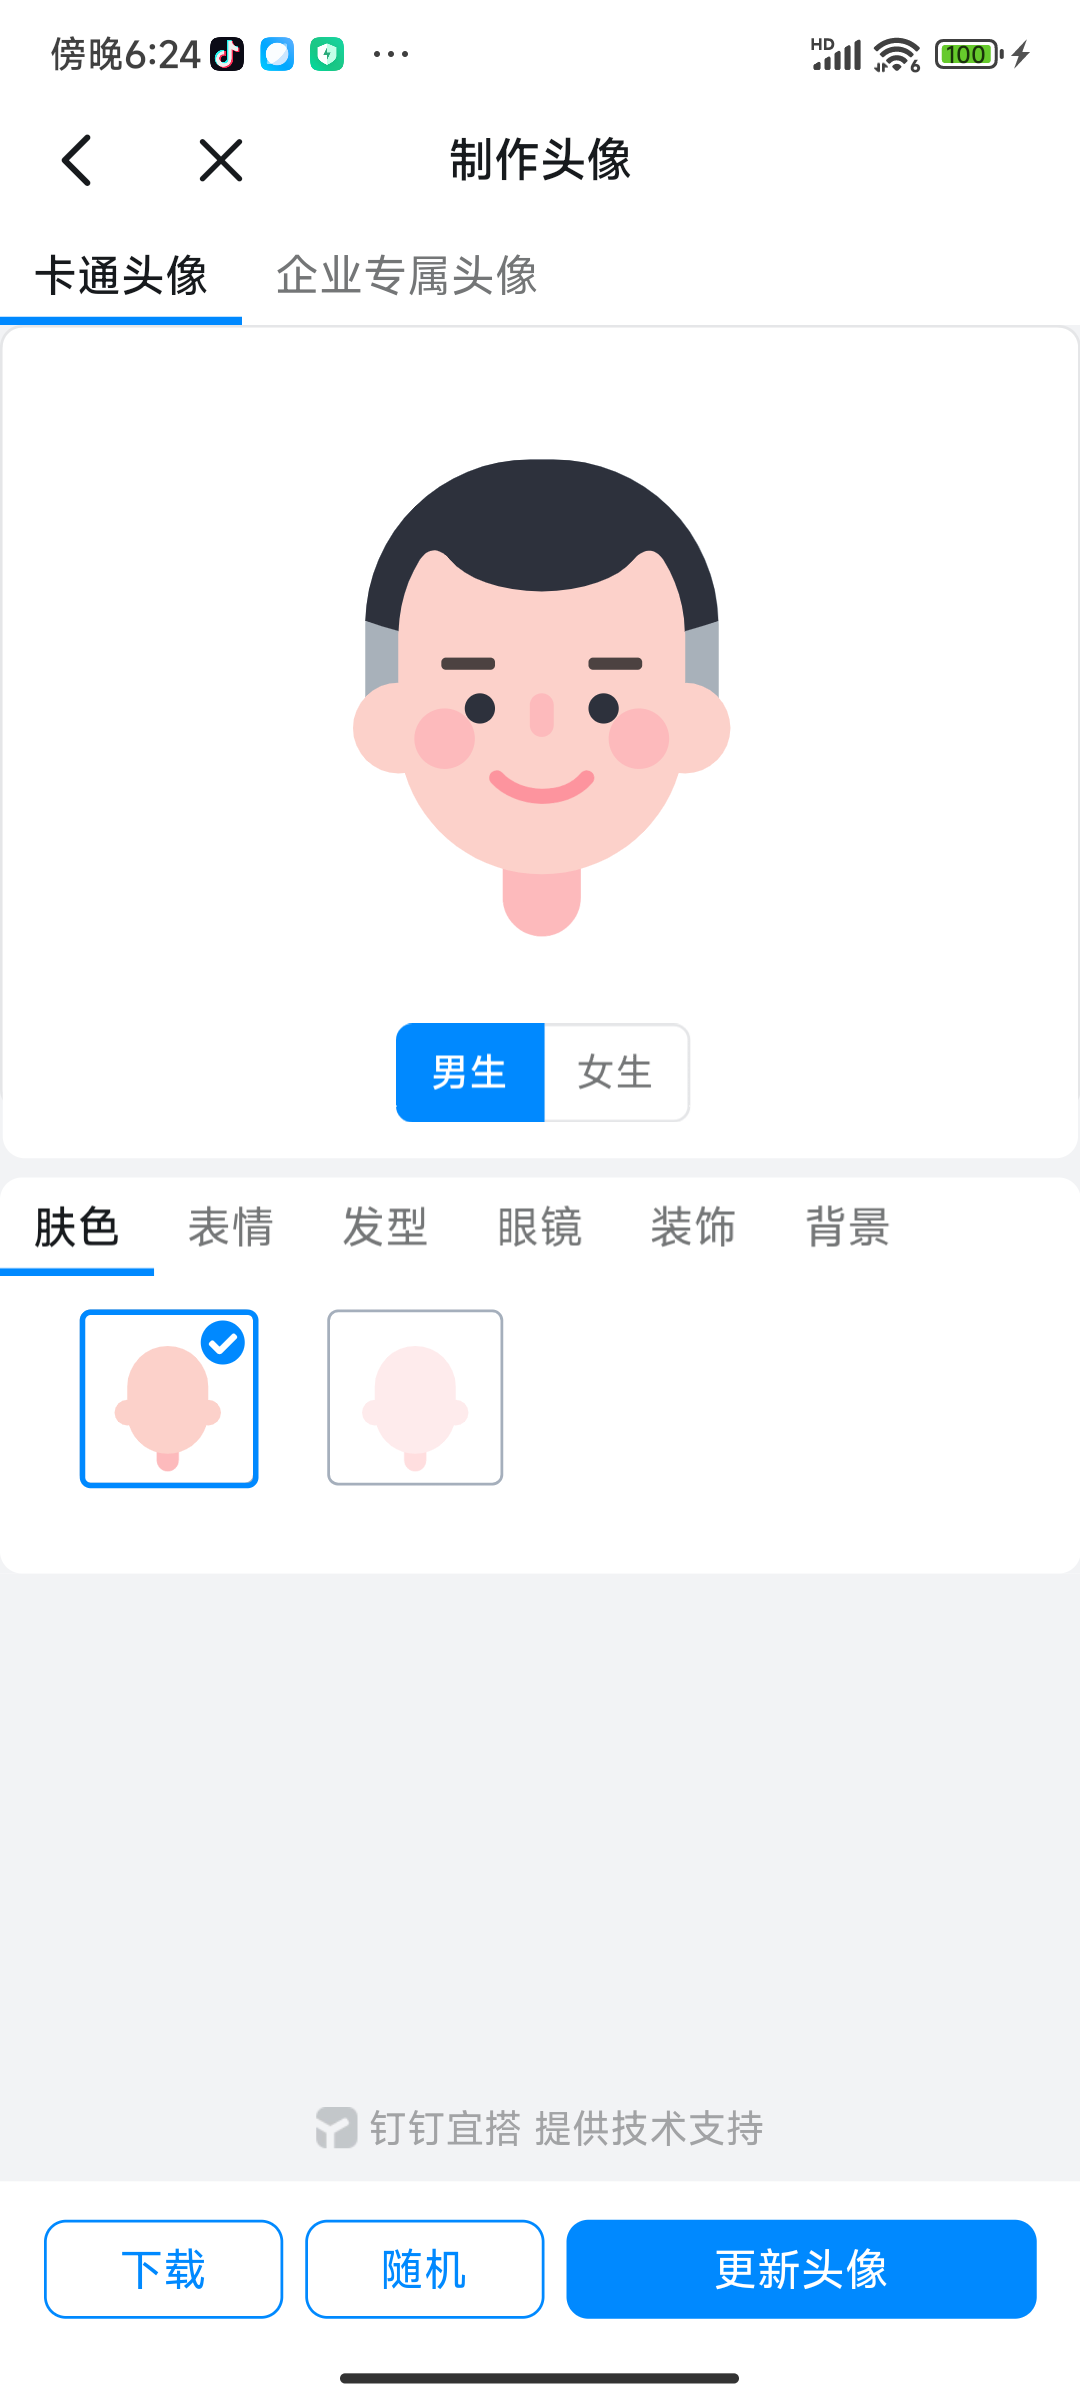 傍晚6:24 ··· HD 6 100
制作头像
卡通头像 企业专属头像
男生 女生
肤色 表情 发型 眼镜 装饰 背景
钉钉宜搭 提供技术支持
下载 随机 更新头像